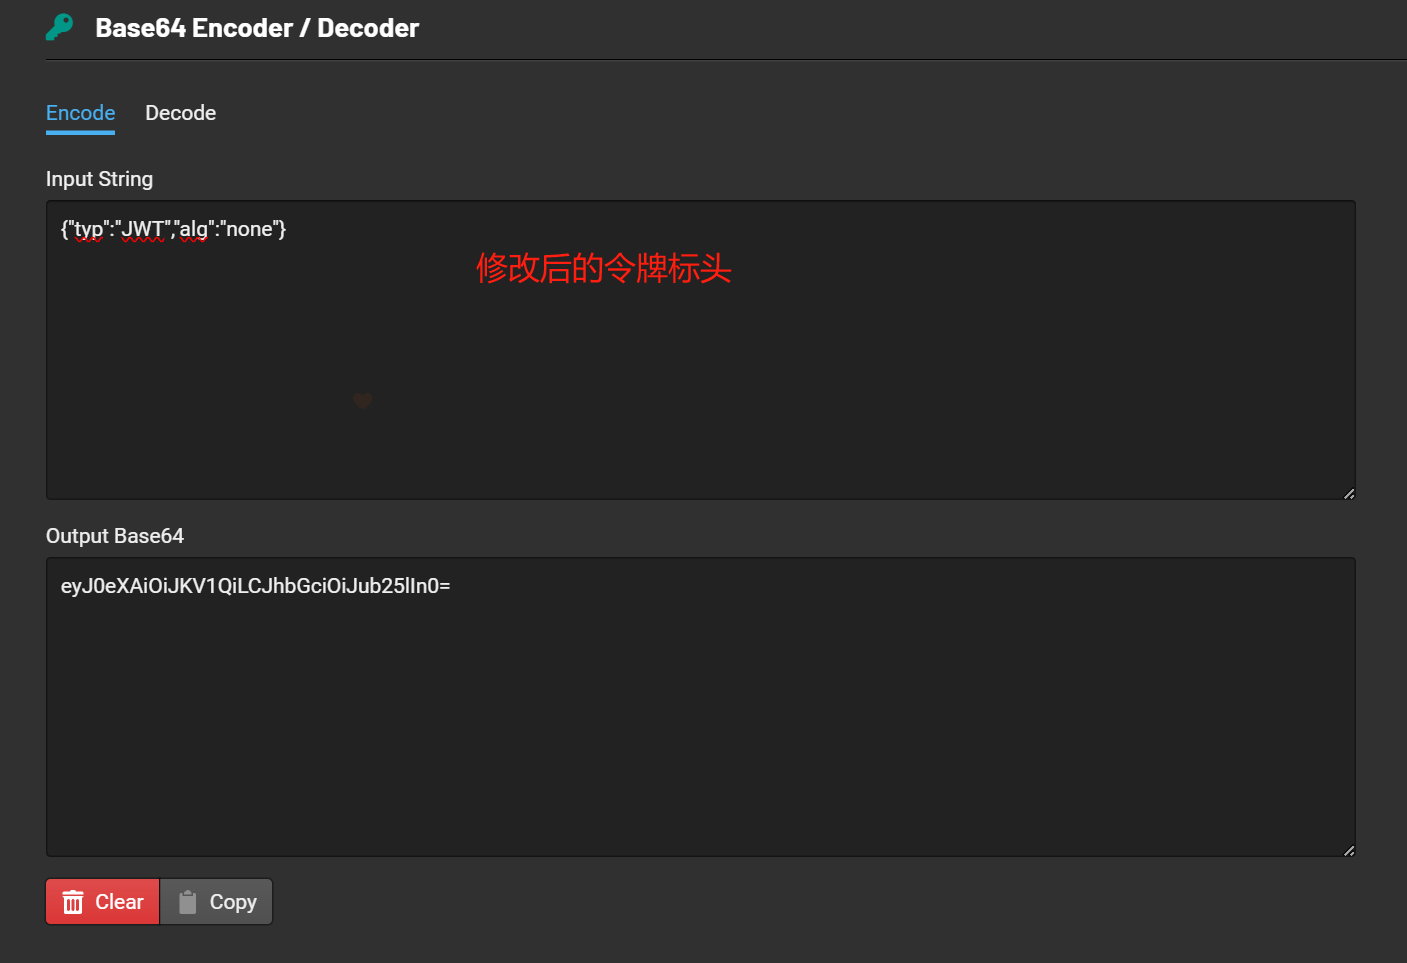 Base64 Encoder / Decoder
Encode Decode
Input String
{"typ":"JWT","alg":"none"}
修改后的令牌标头
Output Base64
eyJ0eXAiOiJKV1QiLCJhbGciOiJub25lIn0=
Clear Copy